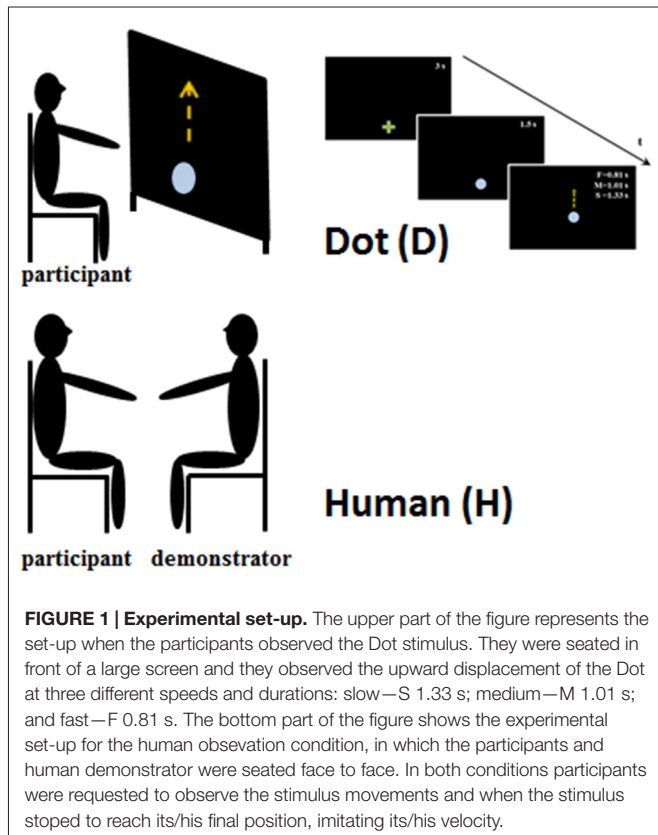 3 s
1.5 s
t
F=0.81 s
M=1.01 s
S =1.33 s
Dot (D)
participant
Human (H)
participant demonstrator
FIGURE 1 | Experimental set-up. The upper part of the figure represents the
set-up when the participants observed the Dot stimulus. They were seated in
front of a large screen and they observed the upward displacement of the Dot
at three different speeds and durations: slow—S 1.33 s; medium—M 1.01 s;
and fast—F 0.81 s. The bottom part of the figure shows the experimental
set-up for the human obsevation condition, in which the participants and
human demonstrator were seated face to face. In both conditions participants
were requested to observe the stimulus movements and when the stimulus
stoped to reach its/his final position, imitating its/his velocity.